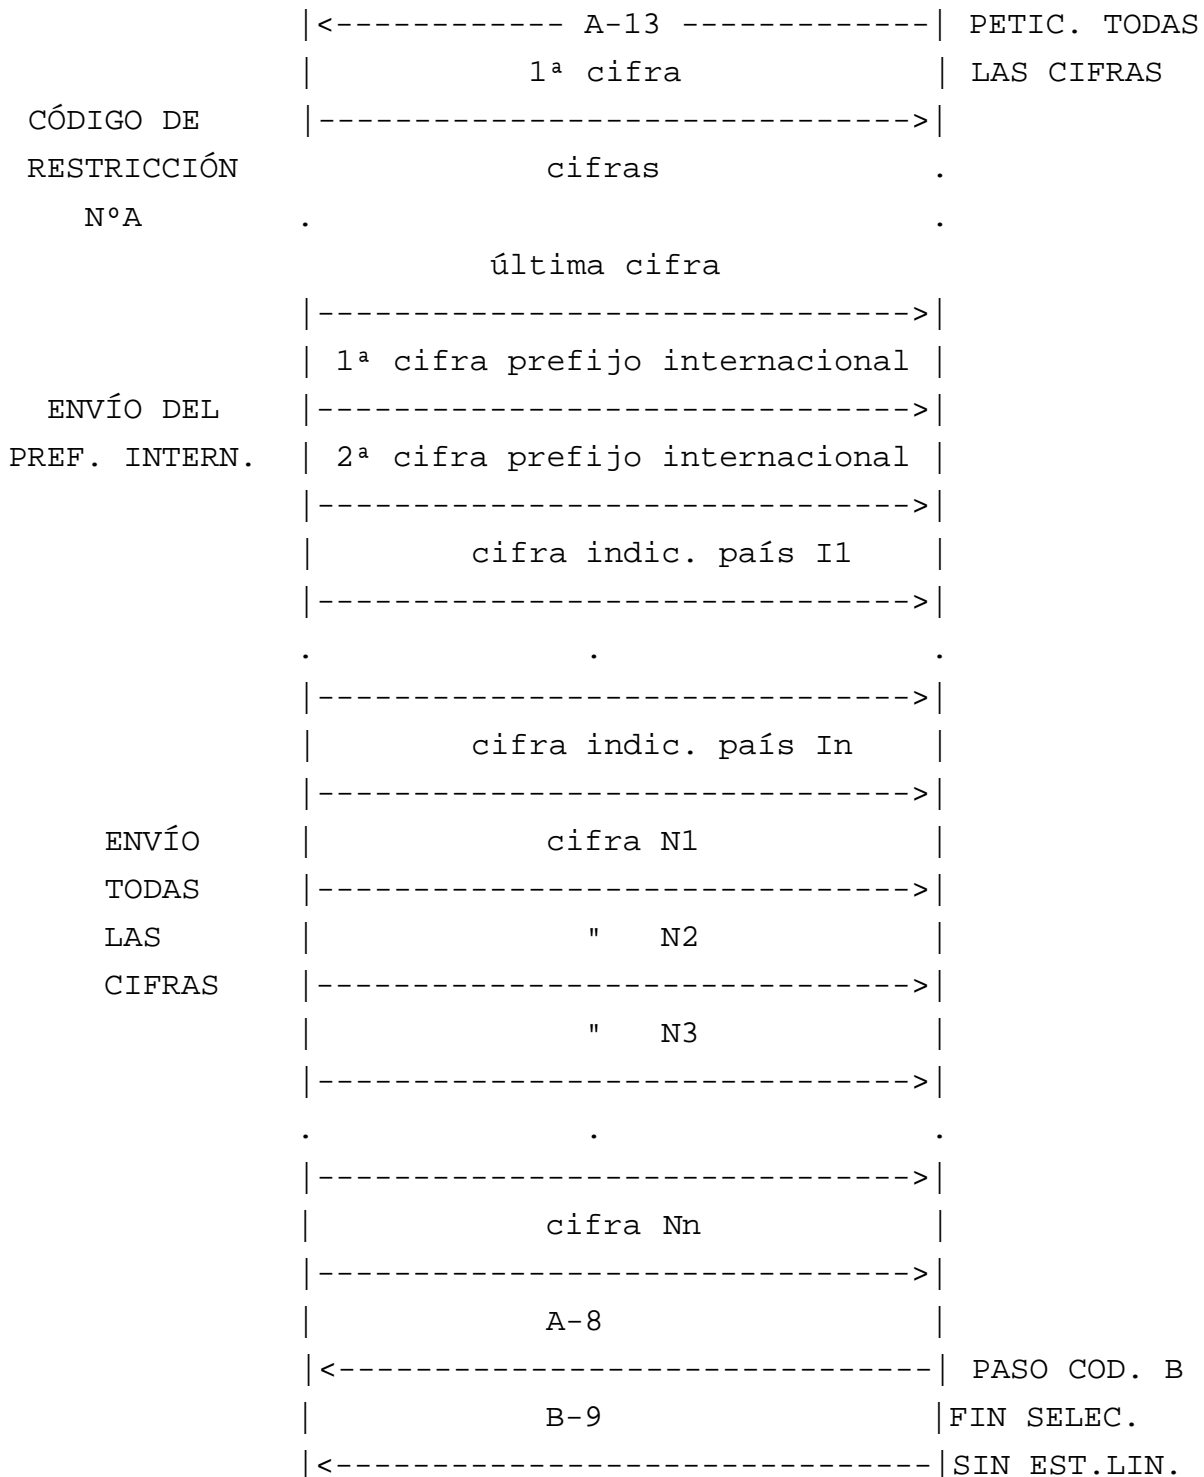 |<------------ A-13 -------------| PETIC. TODAS
| 1ª cifra | LAS CIFRAS
CÓDIGO DE |------------------------------->|
RESTRICCIÓN cifras .
NºA . .
última cifra
|------------------------------->|
| 1ª cifra prefijo internacional |
ENVÍO DEL |------------------------------->|
PREF. INTERN. | 2ª cifra prefijo internacional |
|------------------------------->|
| cifra indic. país I1 |
|------------------------------->|
. . .
|------------------------------->|
| cifra indic. país In |
|------------------------------->|
ENVÍO | cifra N1 |
TODAS |------------------------------->|
LAS | " N2 |
CIFRAS |------------------------------->|
| " N3 |
|------------------------------->|
. . .
|------------------------------->|
| cifra Nn |
|------------------------------->|
| A-8 |
|<-------------------------------| PASO COD. B
| B-9 |FIN SELEC.
|<-------------------------------|SIN EST.LIN.